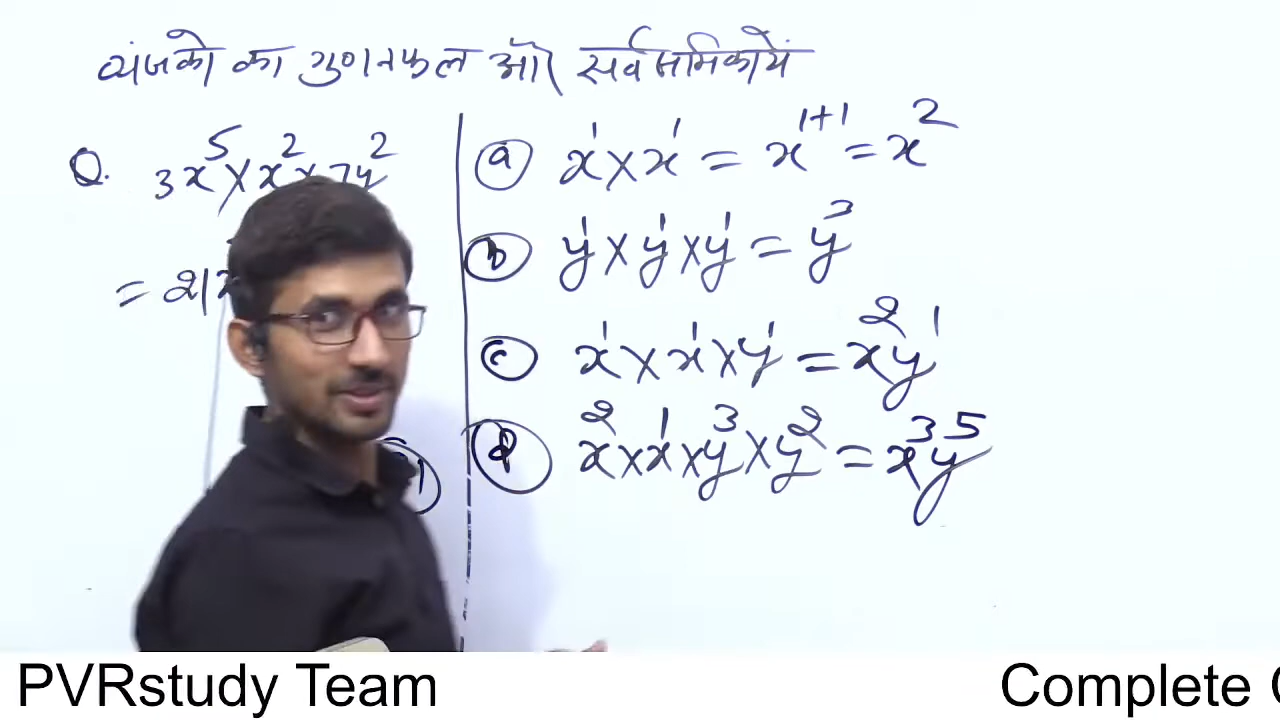 व्यंजको का गुणनफल और सर्वसमिकायें
Q. 3x⁵ × x² × 7y²
= 21
ⓐ x¹ × x¹ = x¹⁺¹ = x²
ⓑ y¹ × y¹ × y¹ = y³
ⓒ x¹ × x¹ × y¹ = x²y¹
ⓓ x² × x¹ × y³ × y² = x³y⁵
PVRstudy Team
Complete